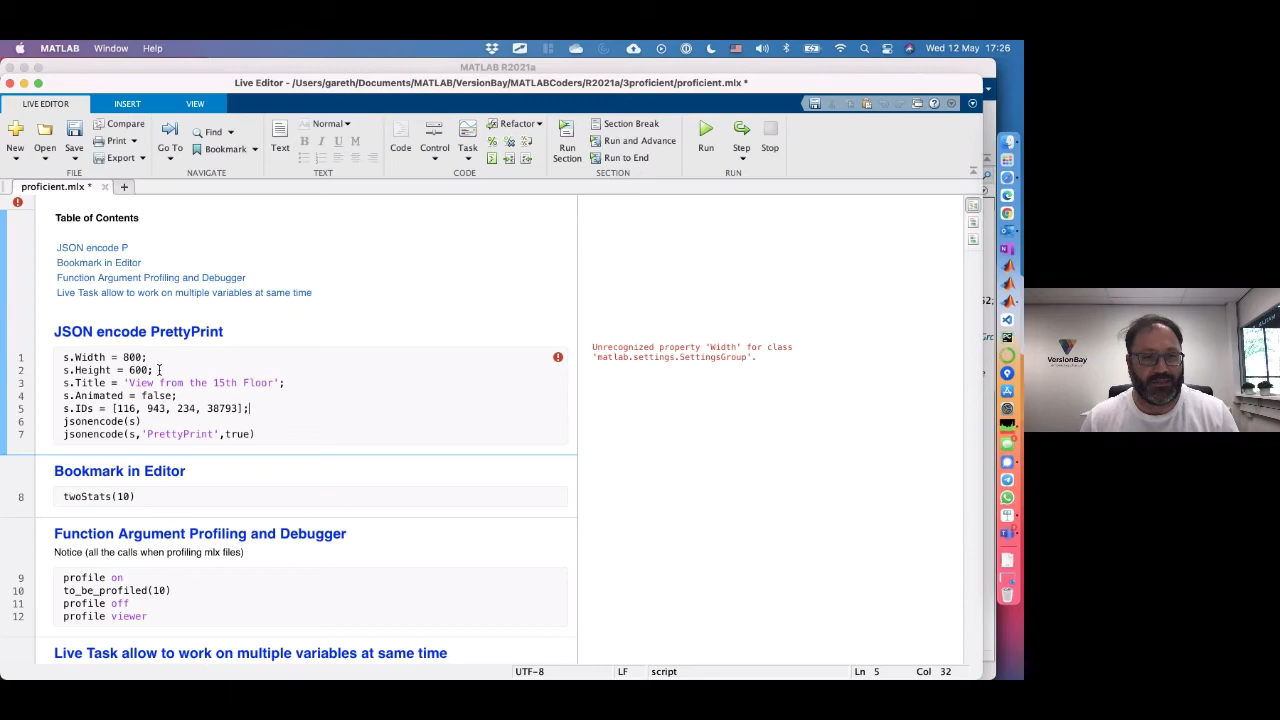 MATLAB Window Help
Wed 12 May 17:26
MATLAB R2021a
Live Editor - /Users/gareth/Documents/MATLAB/VersionBay/MATLABCoders/R2021a/3proficient/proficient.mlx *
LIVE EDITOR INSERT VIEW
New Open Save Compare Print Export
FILE
Go To Find Bookmark
NAVIGATE
Text Normal B I U M
TEXT
Code Control Task Refactor
CODE
Run Section Section Break Run and Advance Run to End
SECTION
Run Step Stop
RUN
proficient.mlx *
Table of Contents
JSON encode P
Bookmark in Editor
Function Argument Profiling and Debugger
Live Task allow to work on multiple variables at same time
JSON encode PrettyPrint
1 s.Width = 800;
2 s.Height = 600;
3 s.Title = 'View from the 15th Floor';
4 s.Animated = false;
5 s.IDs = [116, 943, 234, 38793];
6 jsonencode(s)
7 jsonencode(s,'PrettyPrint',true)
Unrecognized property 'Width' for class
'matlab.settings.SettingsGroup'.
Bookmark in Editor
8 twoStats(10)
Function Argument Profiling and Debugger
Notice (all the calls when profiling mlx files)
9 profile on
10 to_be_profiled(10)
11 profile off
12 profile viewer
Live Task allow to work on multiple variables at same time
UTF-8 LF script Ln 5 Col 32
VersionBay